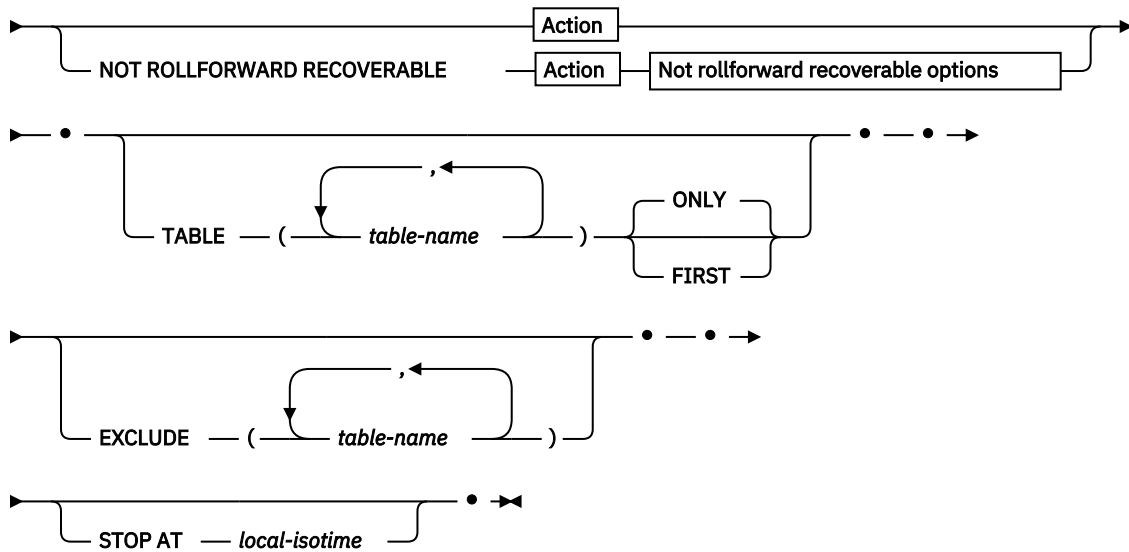 Action
NOT ROLLFORWARD RECOVERABLE Action Not rollforward recoverable options
,
ONLY
TABLE ( table-name )
FIRST
,
EXCLUDE ( table-name )
STOP AT local-isotime